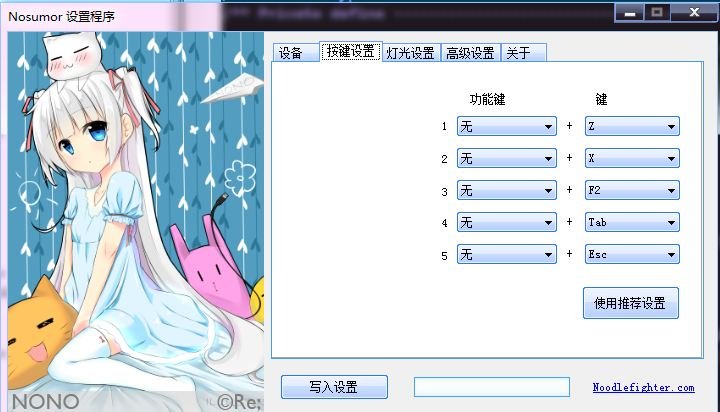 Nosumor 设置程序
设备 按键设置 灯光设置 高级设置 关于
功能键 键
1 无 + Z
2 无 + X
3 无 + F2
4 无 + Tab
5 无 + Esc
使用推荐设置
写入设置
Noodlefighter.com
NONO
NONO
©Re;